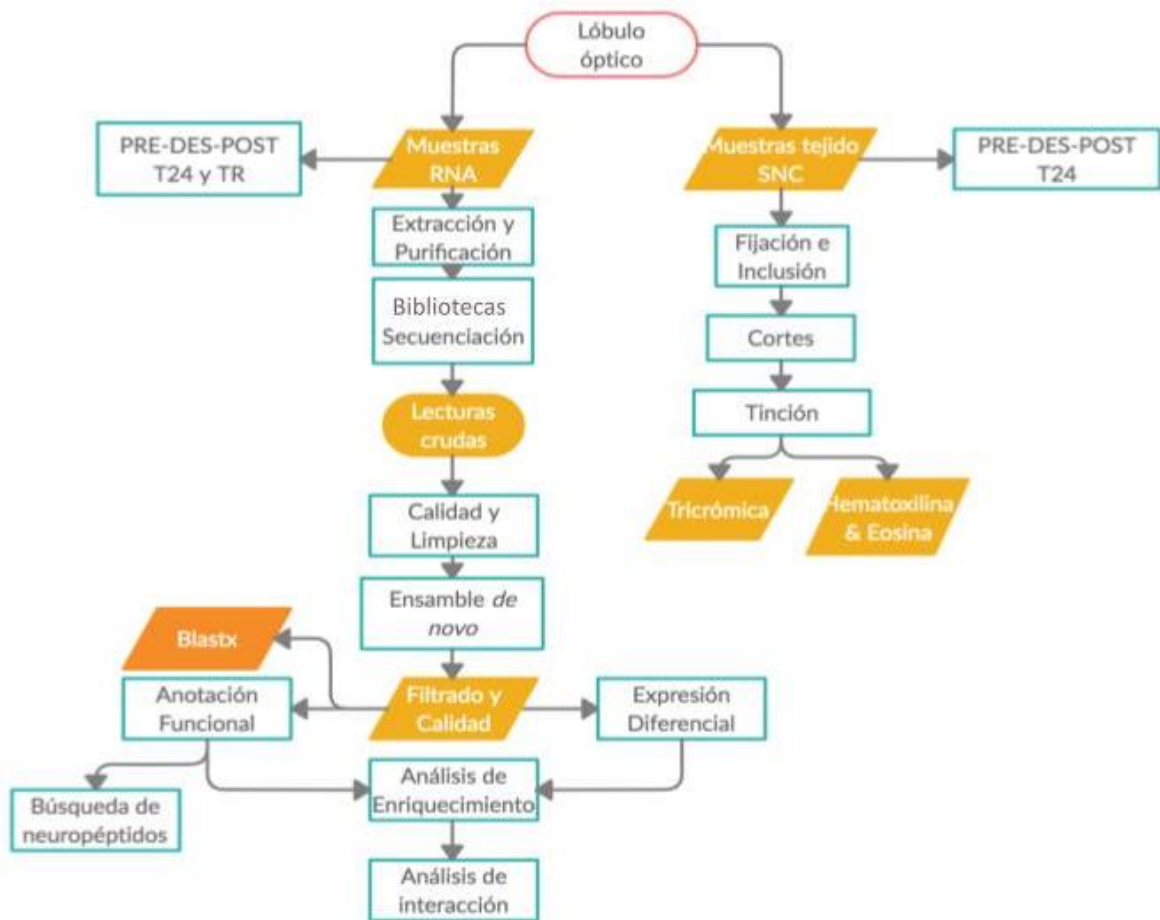 Lóbulo
óptico
PRE-DES-POST
T24 y TR
Muestras
RNA
Muestras tejido
SNC
PRE-DES-POST
T24
Extracción y
Purificación
Fijación e
Inclusión
Bibliotecas
Secuenciación
Cortes
Lecturas
crudas
Tinción
Tricrómica
Hematoxilina
& Eosina
Calidad y
Limpieza
Ensamble de
novo
Blastx
Anotación
Funcional
Filtrado y
Calidad
Expresión
Diferencial
Búsqueda de
neuropéptidos
Análisis de
Enriquecimiento
Análisis de
interacción